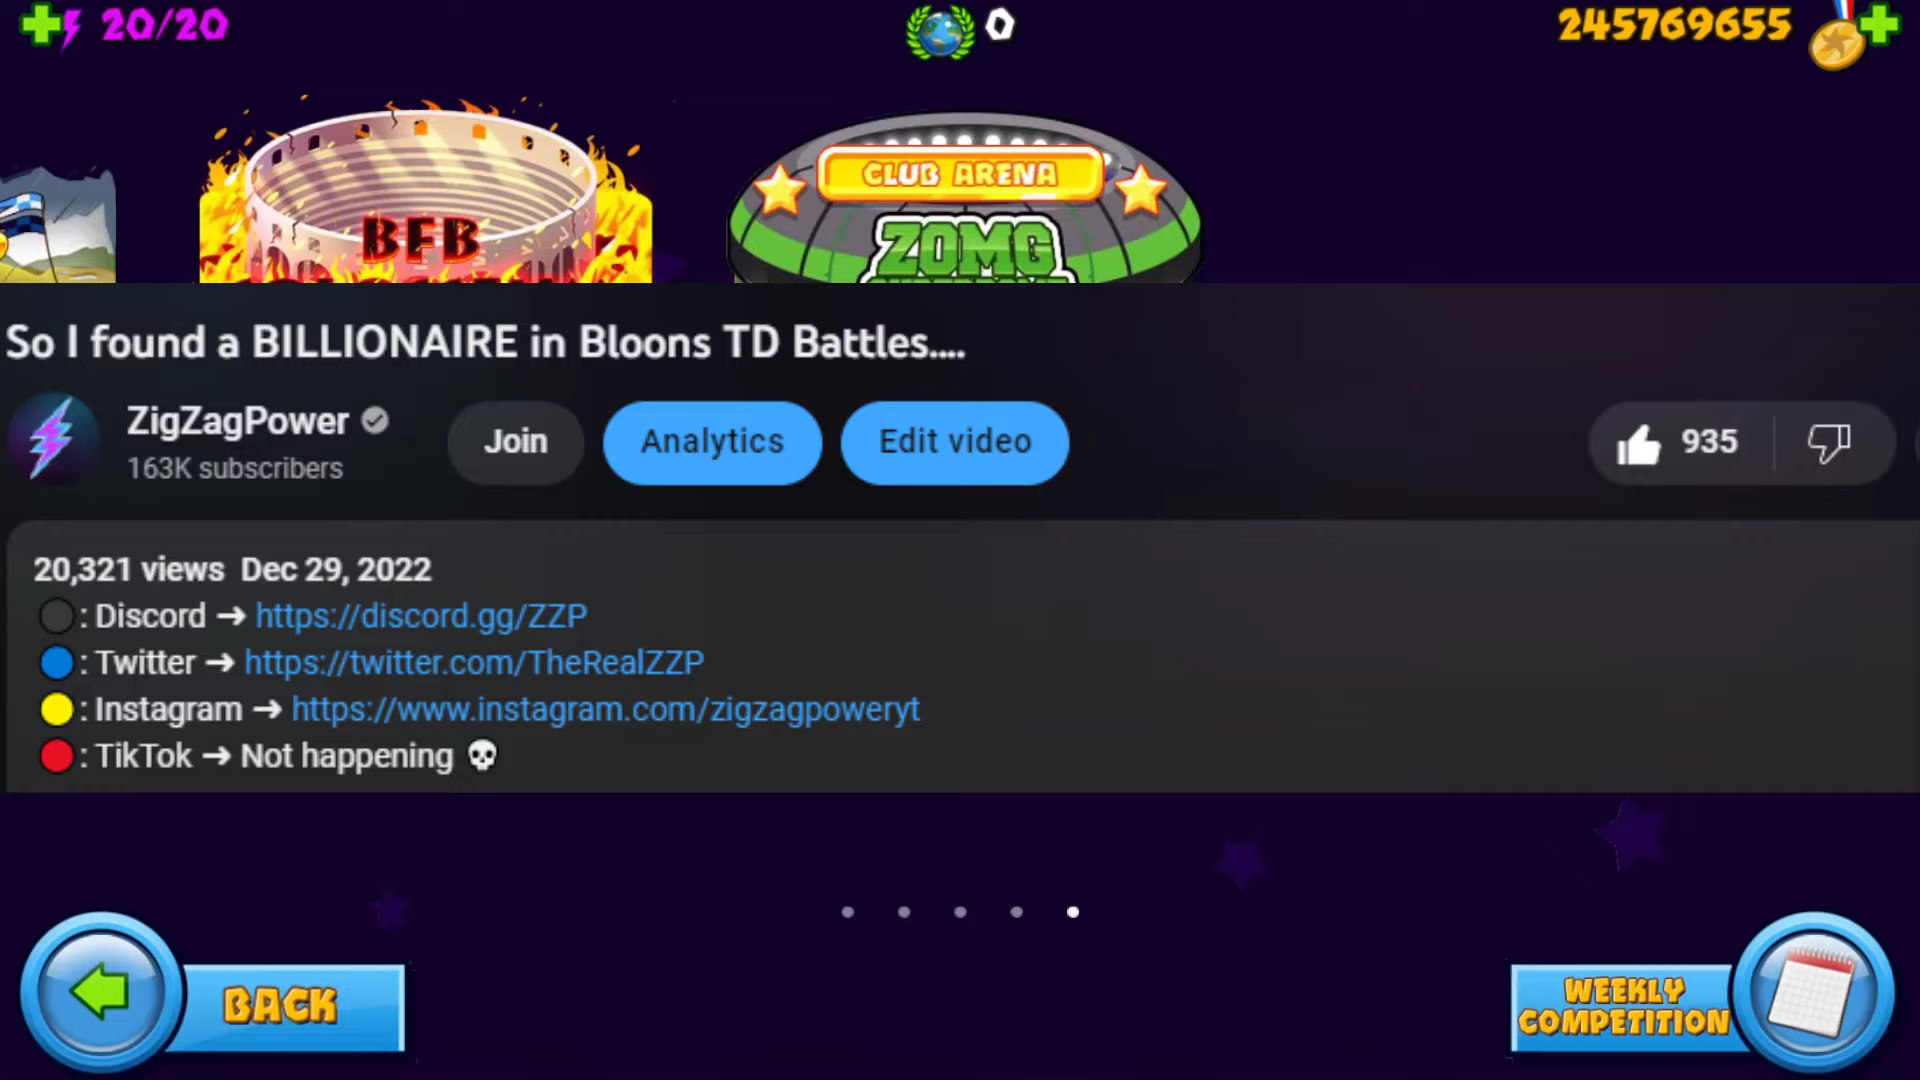 20/20
0
245769655
BFB
CLUB ARENA
ZOMG
So I found a BILLIONAIRE in Bloons TD Battles....
ZigZagPower
163K subscribers
Join
Analytics
Edit video
935
20,321 views Dec 29, 2022
: Discord ➞ https://discord.gg/ZZP
: Twitter ➞ https://twitter.com/TheRealZZP
: Instagram ➞ https://www.instagram.com/zigzagpoweryt
: TikTok ➞ Not happening 💀
BACK
WEEKLY
COMPETITION